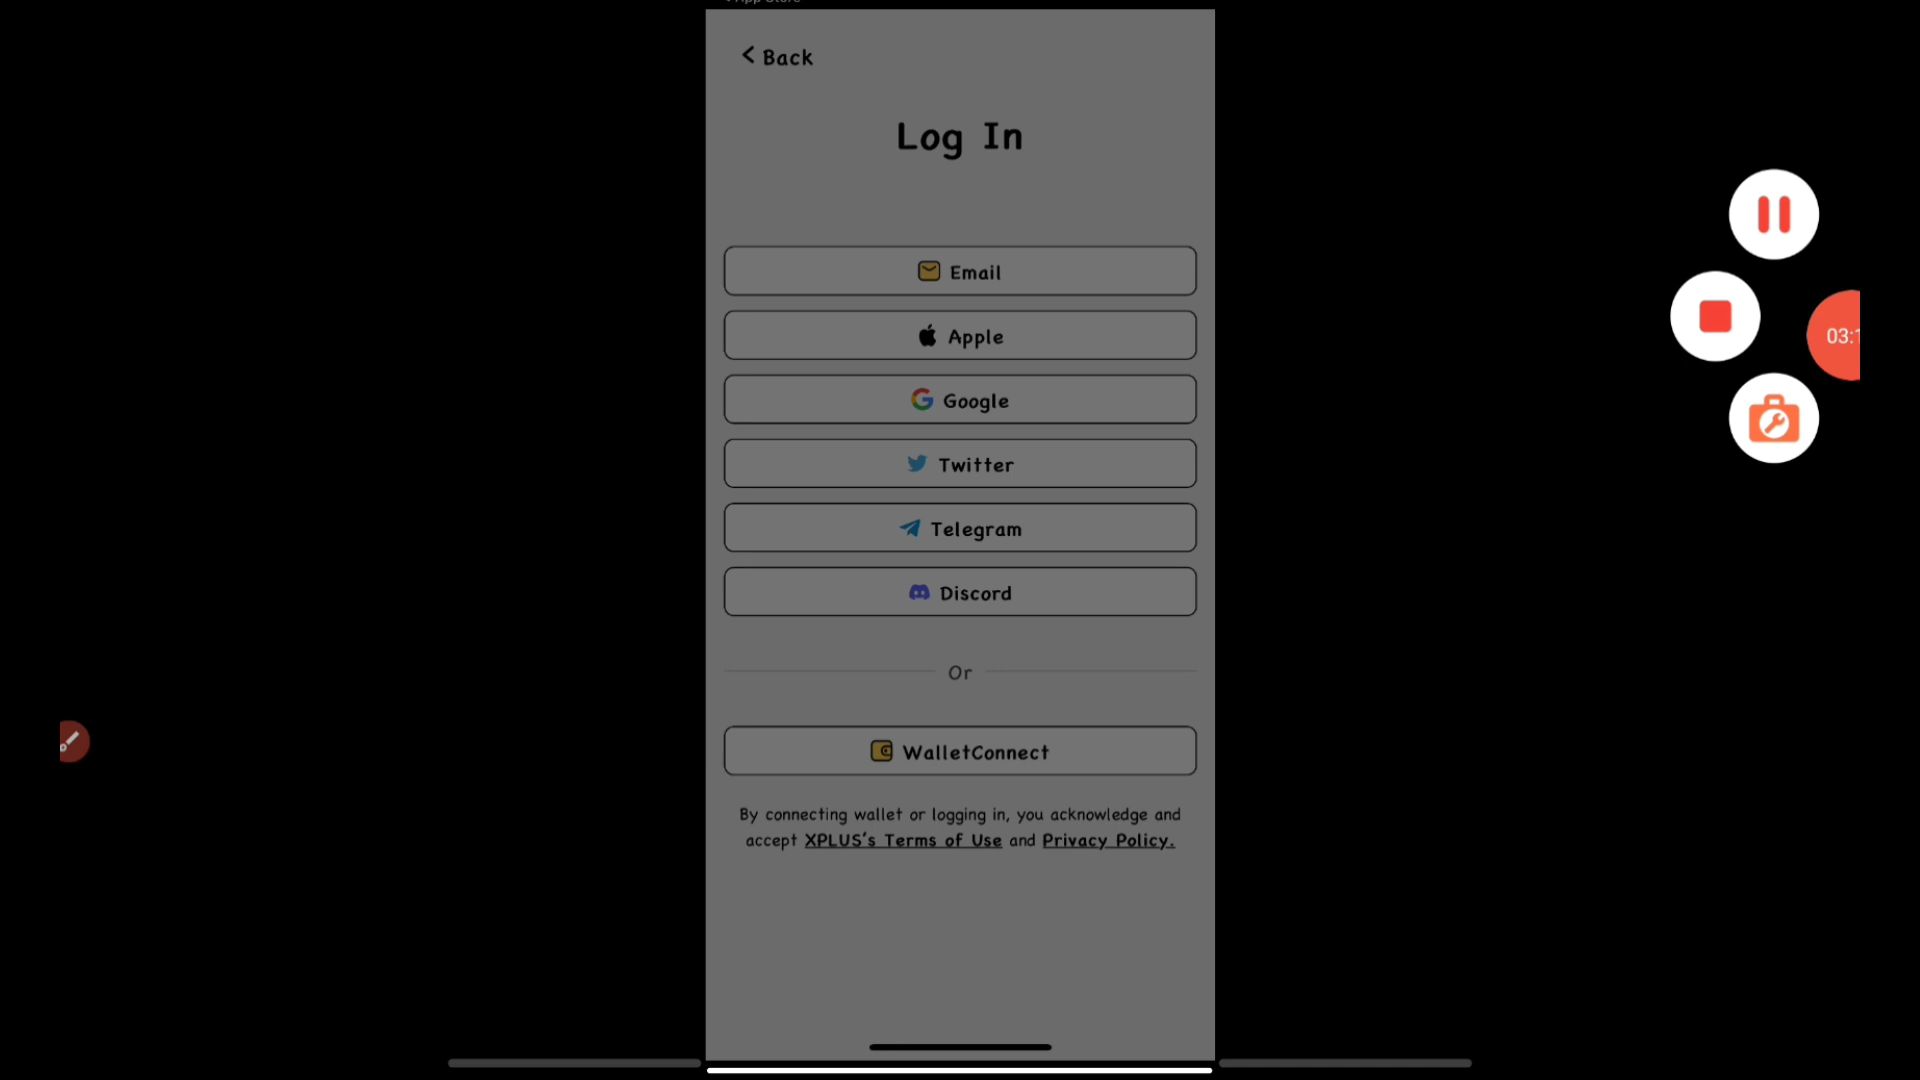 Back
Log In
Email
Apple
Google
Twitter
Telegram
Discord
Or
WalletConnect
By connecting wallet or logging in, you acknowledge and
accept XPLUS's Terms of Use and Privacy Policy.